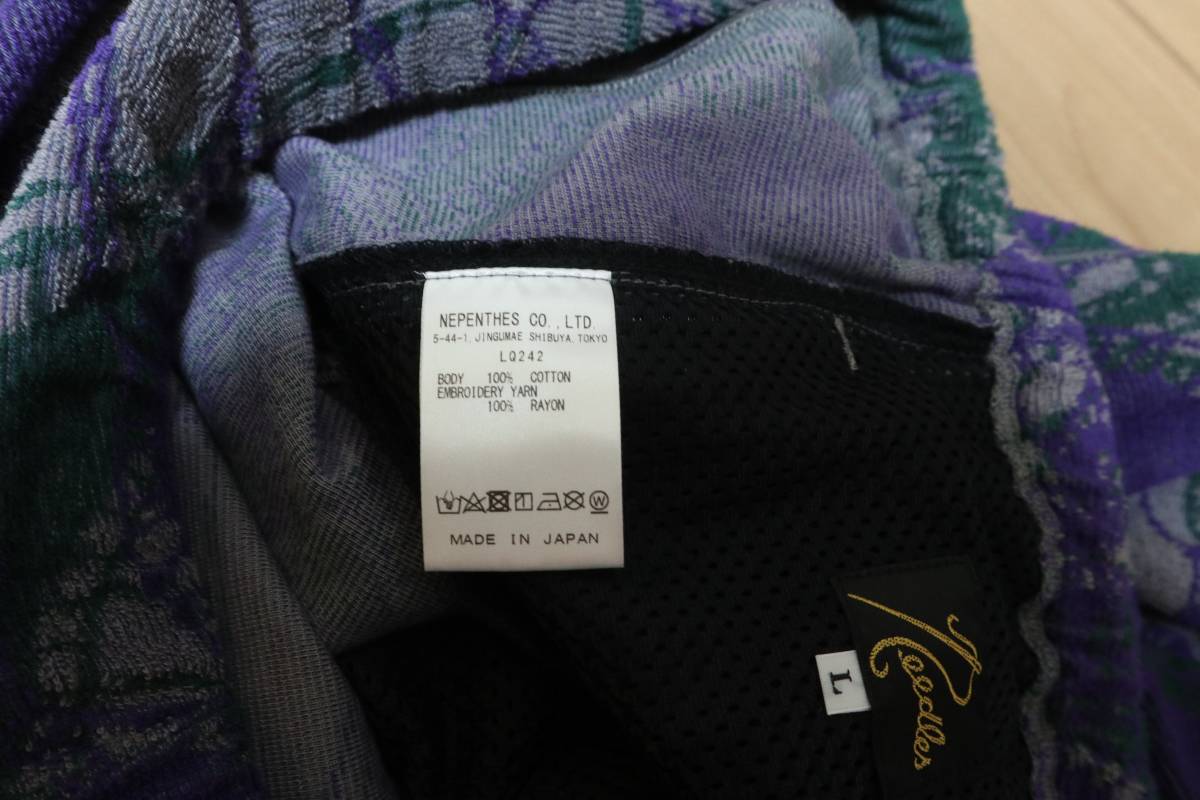 NEPENTHES CO.,LTD.
5-44-1, JINGUMAE SHIBUYA, TOKYO
LQ242
BODY 100% COTTON
EMBROIDERY YARN
100% RAYON
W
MADE IN JAPAN
L
Needles